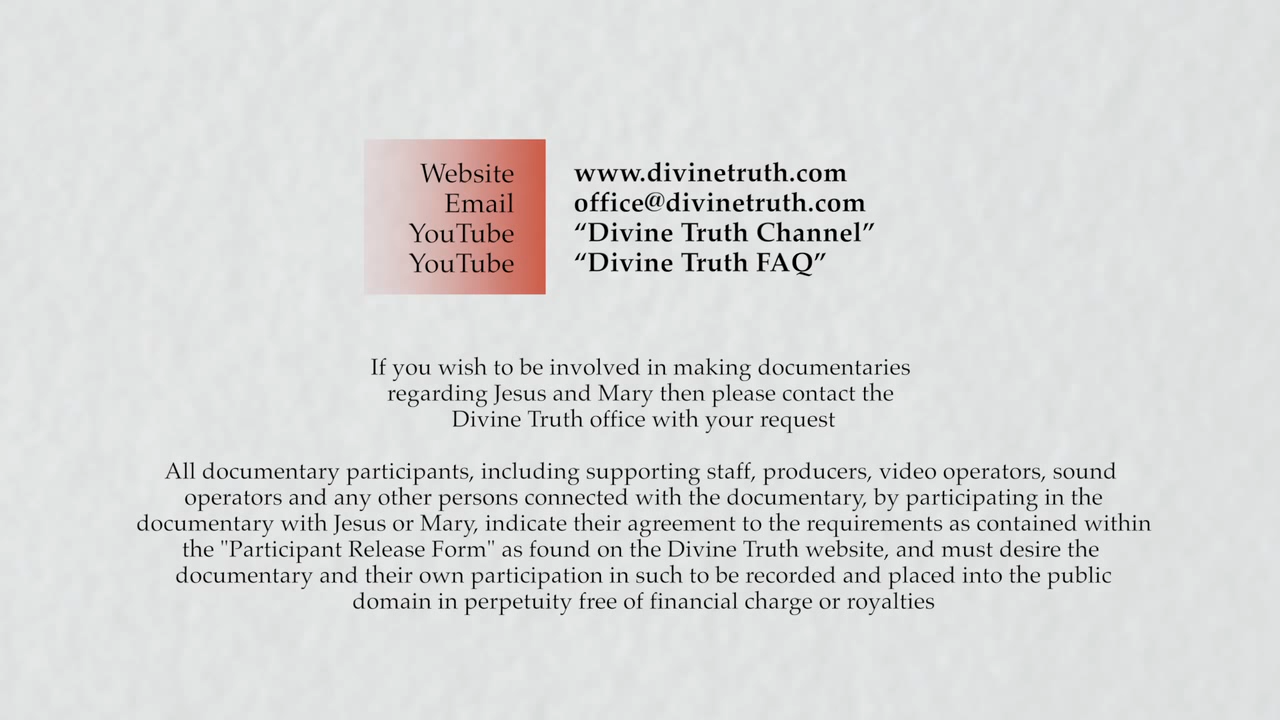 Website www.divinetruth.com
Email office@divinetruth.com
YouTube “Divine Truth Channel”
YouTube “Divine Truth FAQ”
If you wish to be involved in making documentaries
regarding Jesus and Mary then please contact the
Divine Truth office with your request
All documentary participants, including supporting staff, producers, video operators, sound
operators and any other persons connected with the documentary, by participating in the
documentary with Jesus or Mary, indicate their agreement to the requirements as contained within
the "Participant Release Form" as found on the Divine Truth website, and must desire the
documentary and their own participation in such to be recorded and placed into the public
domain in perpetuity free of financial charge or royalties